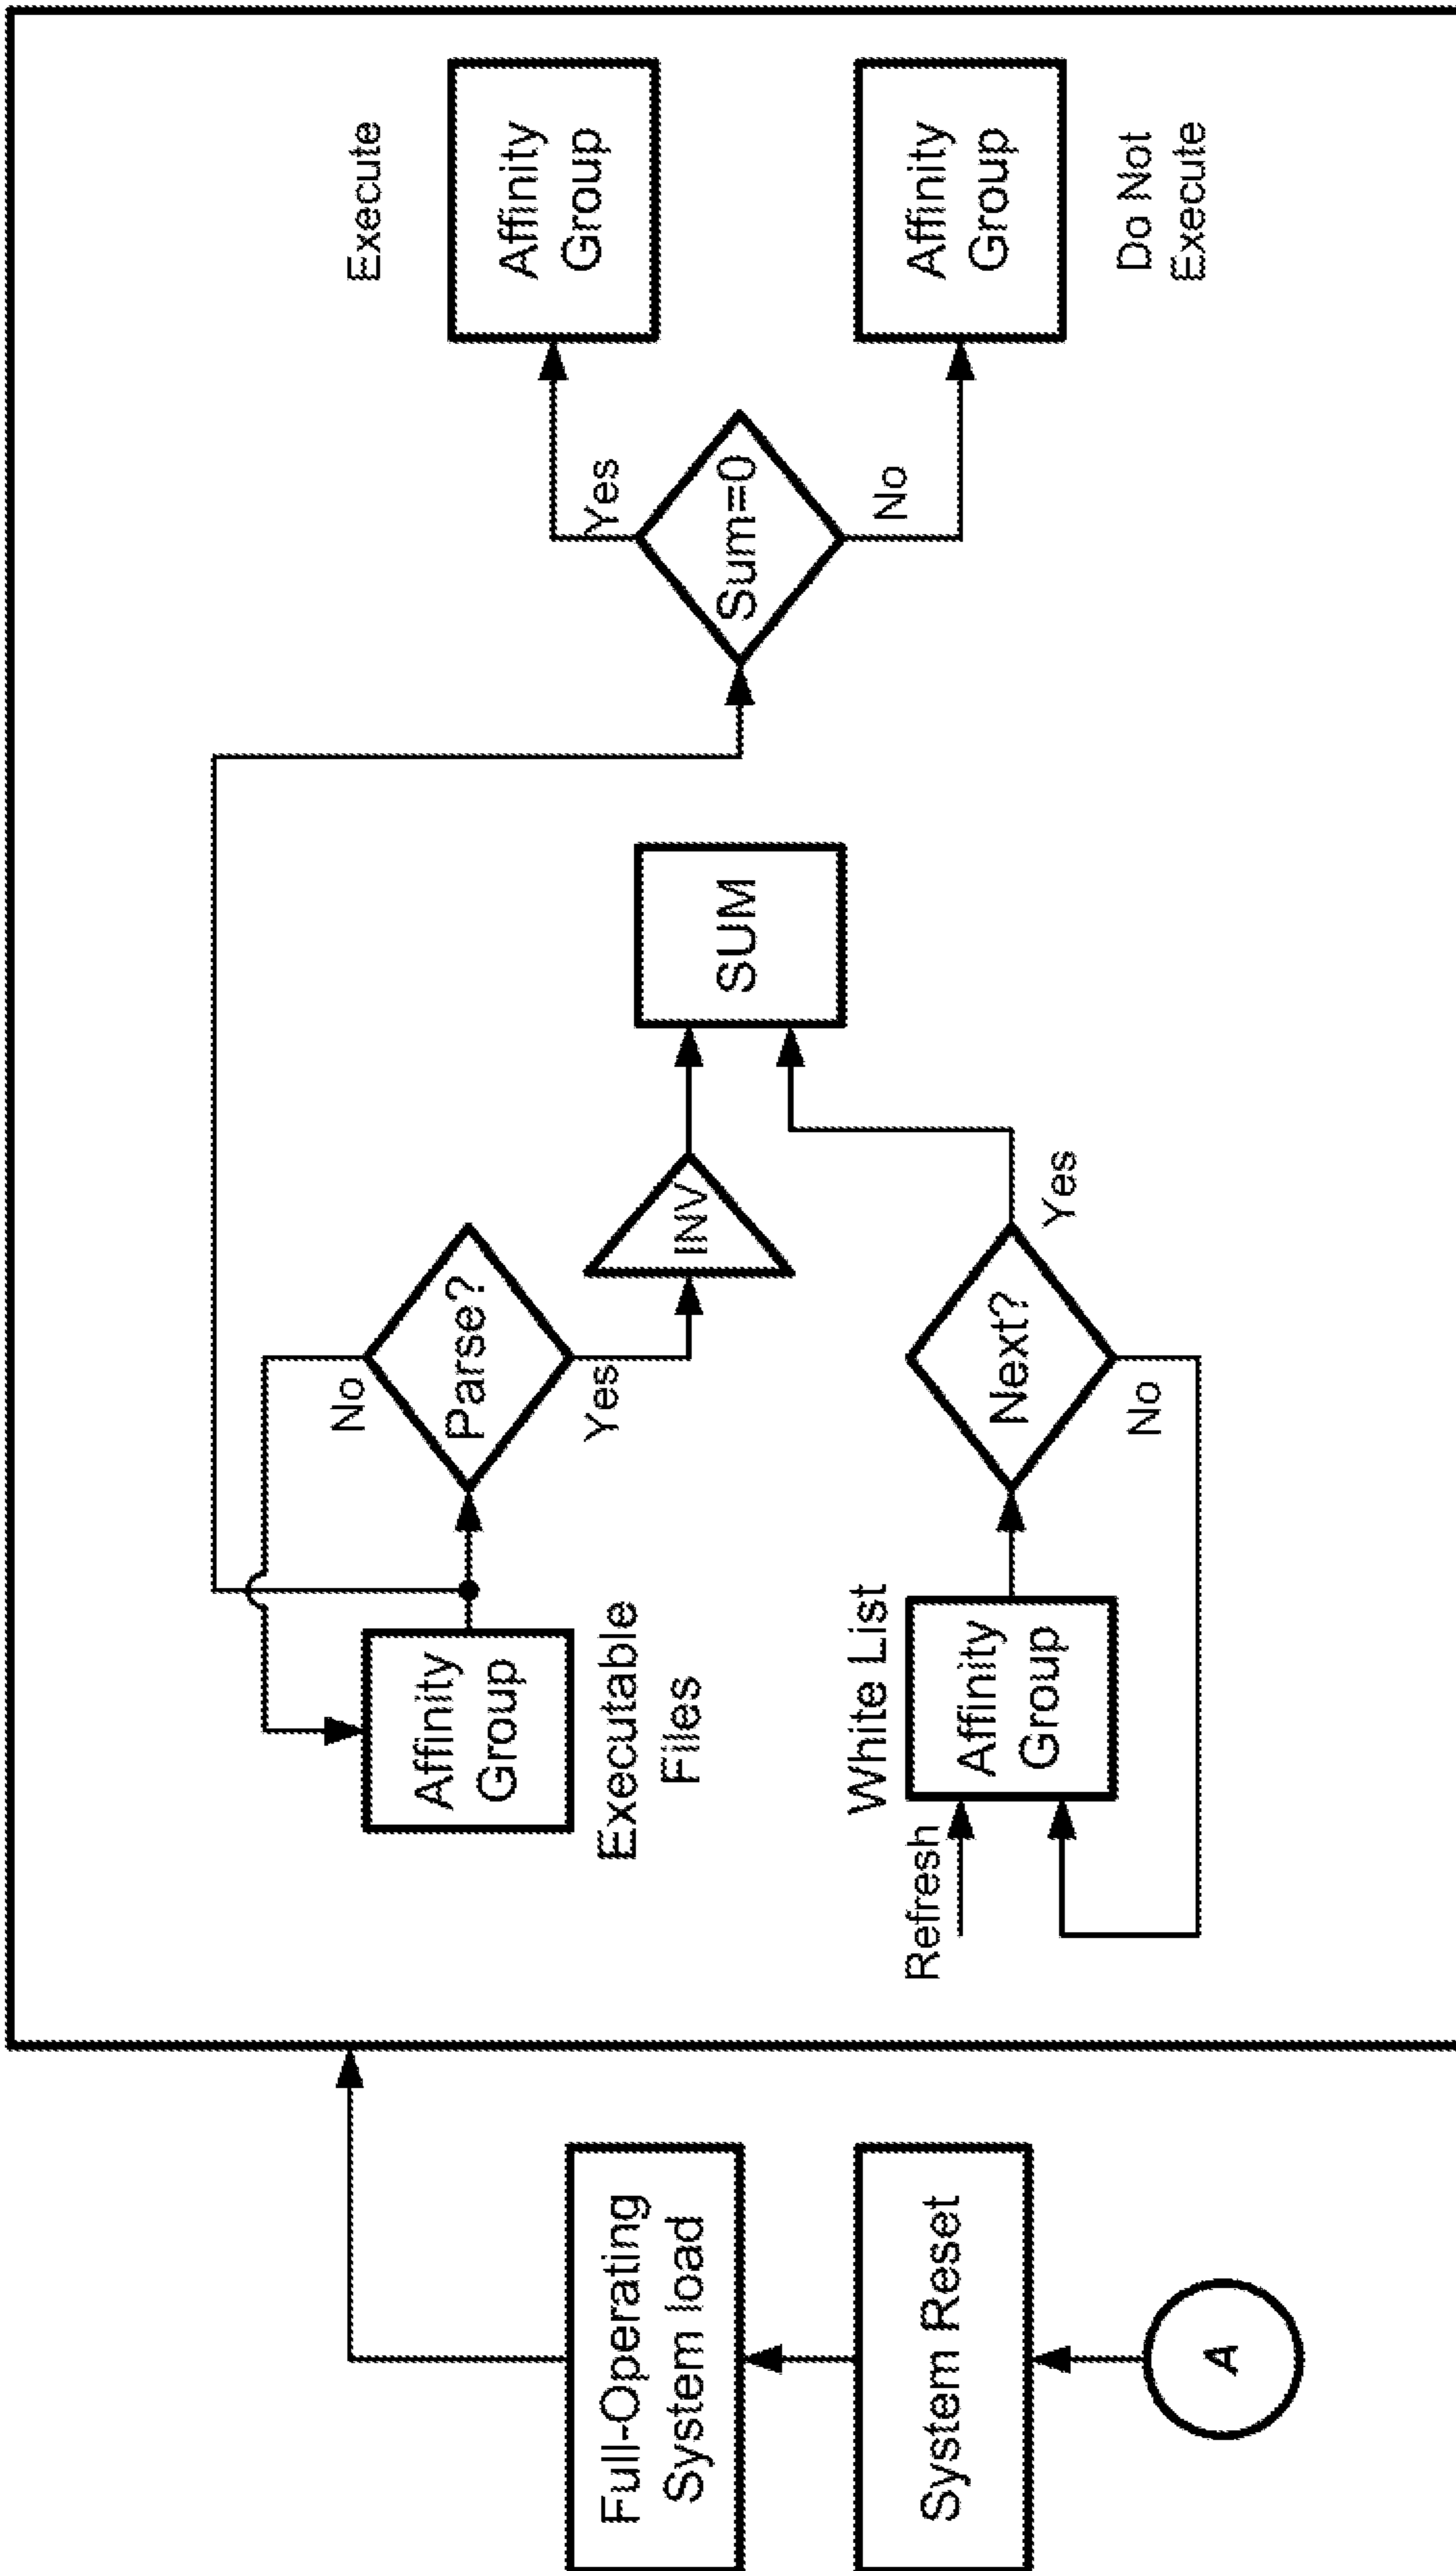 A
System Reset
Full-Operating
System load
Affinity
Group
Executable
Files
No
Parse?
Yes
INV
SUM
Refresh
White List
Affinity
Group
Next?
Yes
No
Sum=0
Yes
No
Execute
Affinity
Group
Affinity
Group
Do Not
Execute